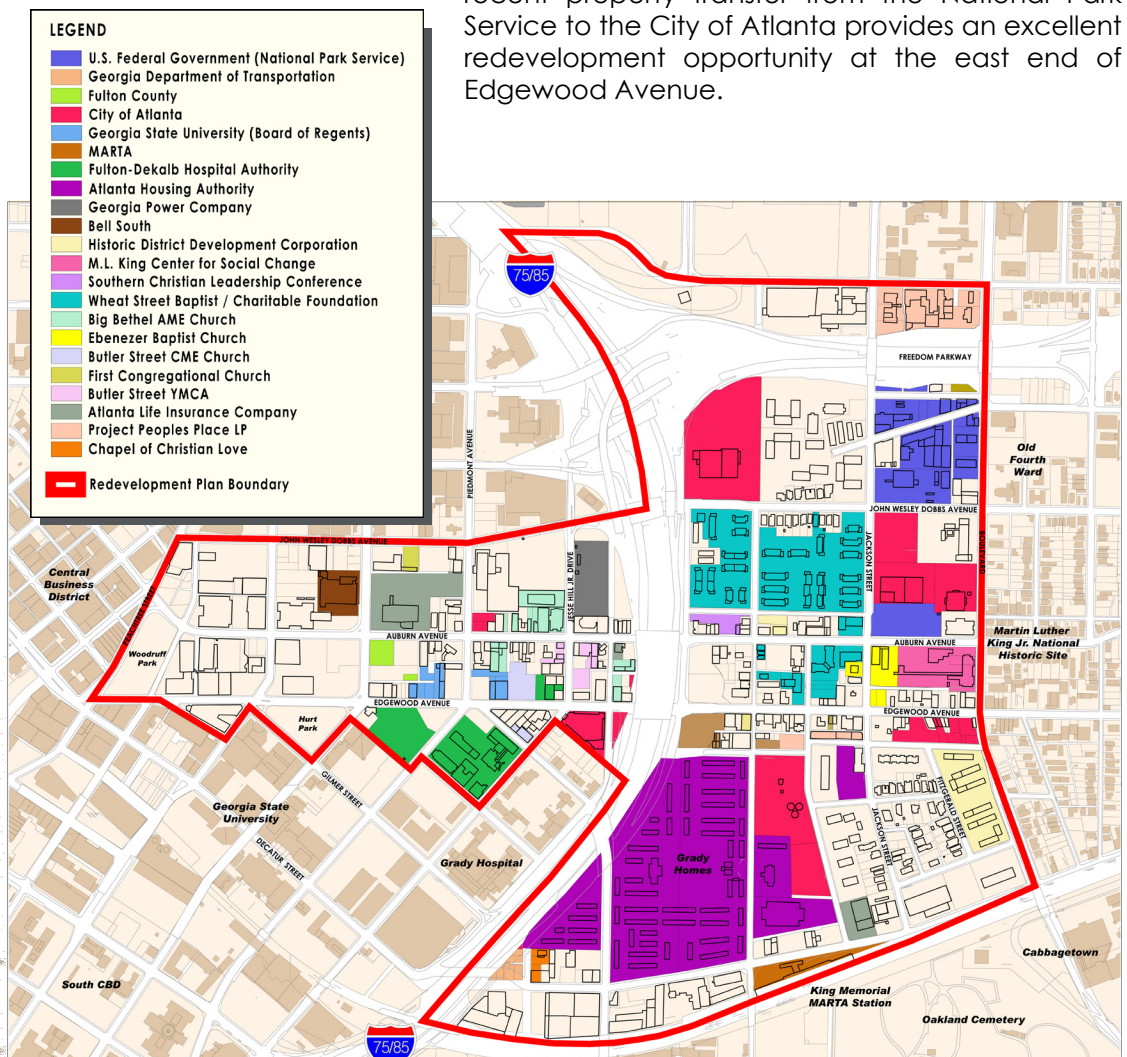 recent property transfer from the National Park
Service to the City of Atlanta provides an excellent
redevelopment opportunity at the east end of
Edgewood Avenue.
LEGEND
U.S. Federal Government (National Park Service)
Georgia Department of Transportation
Fulton County
City of Atlanta
Georgia State University (Board of Regents)
MARTA
Fulton-Dekalb Hospital Authority
Atlanta Housing Authority
Georgia Power Company
Bell South
Historic District Development Corporation
M.L. King Center for Social Change
Southern Christian Leadership Conference
Wheat Street Baptist / Charitable Foundation
Big Bethel AME Church
Ebenezer Baptist Church
Butler Street CME Church
First Congregational Church
Butler Street YMCA
Atlanta Life Insurance Company
Project Peoples Place LP
Chapel of Christian Love
Redevelopment Plan Boundary
75/85
FREEDOM PARKWAY
PIEDMONT AVENUE
Old
Fourth
Ward
JOHN WESLEY DOBBS AVENUE
JOHN WESLEY DOBBS AVENUE
JACKSON STREET
BOULEVARD
JESSE HILL JR. DRIVE
Central
Business
District
PEACHTREE STREET
Woodruff
Park
AUBURN AVENUE
AUBURN AVENUE
Martin Luther
King Jr. National
Historic Site
EDGEWOOD AVENUE
EDGEWOOD AVENUE
Hurt
Park
GILMER STREET
Georgia State
University
DECATUR STREET
Grady Hospital
Grady
Homes
JACKSON STREET
FITZGERALD STREET
South CBD
Cabbagetown
King Memorial
MARTA Station
Oakland Cemetery
75/85